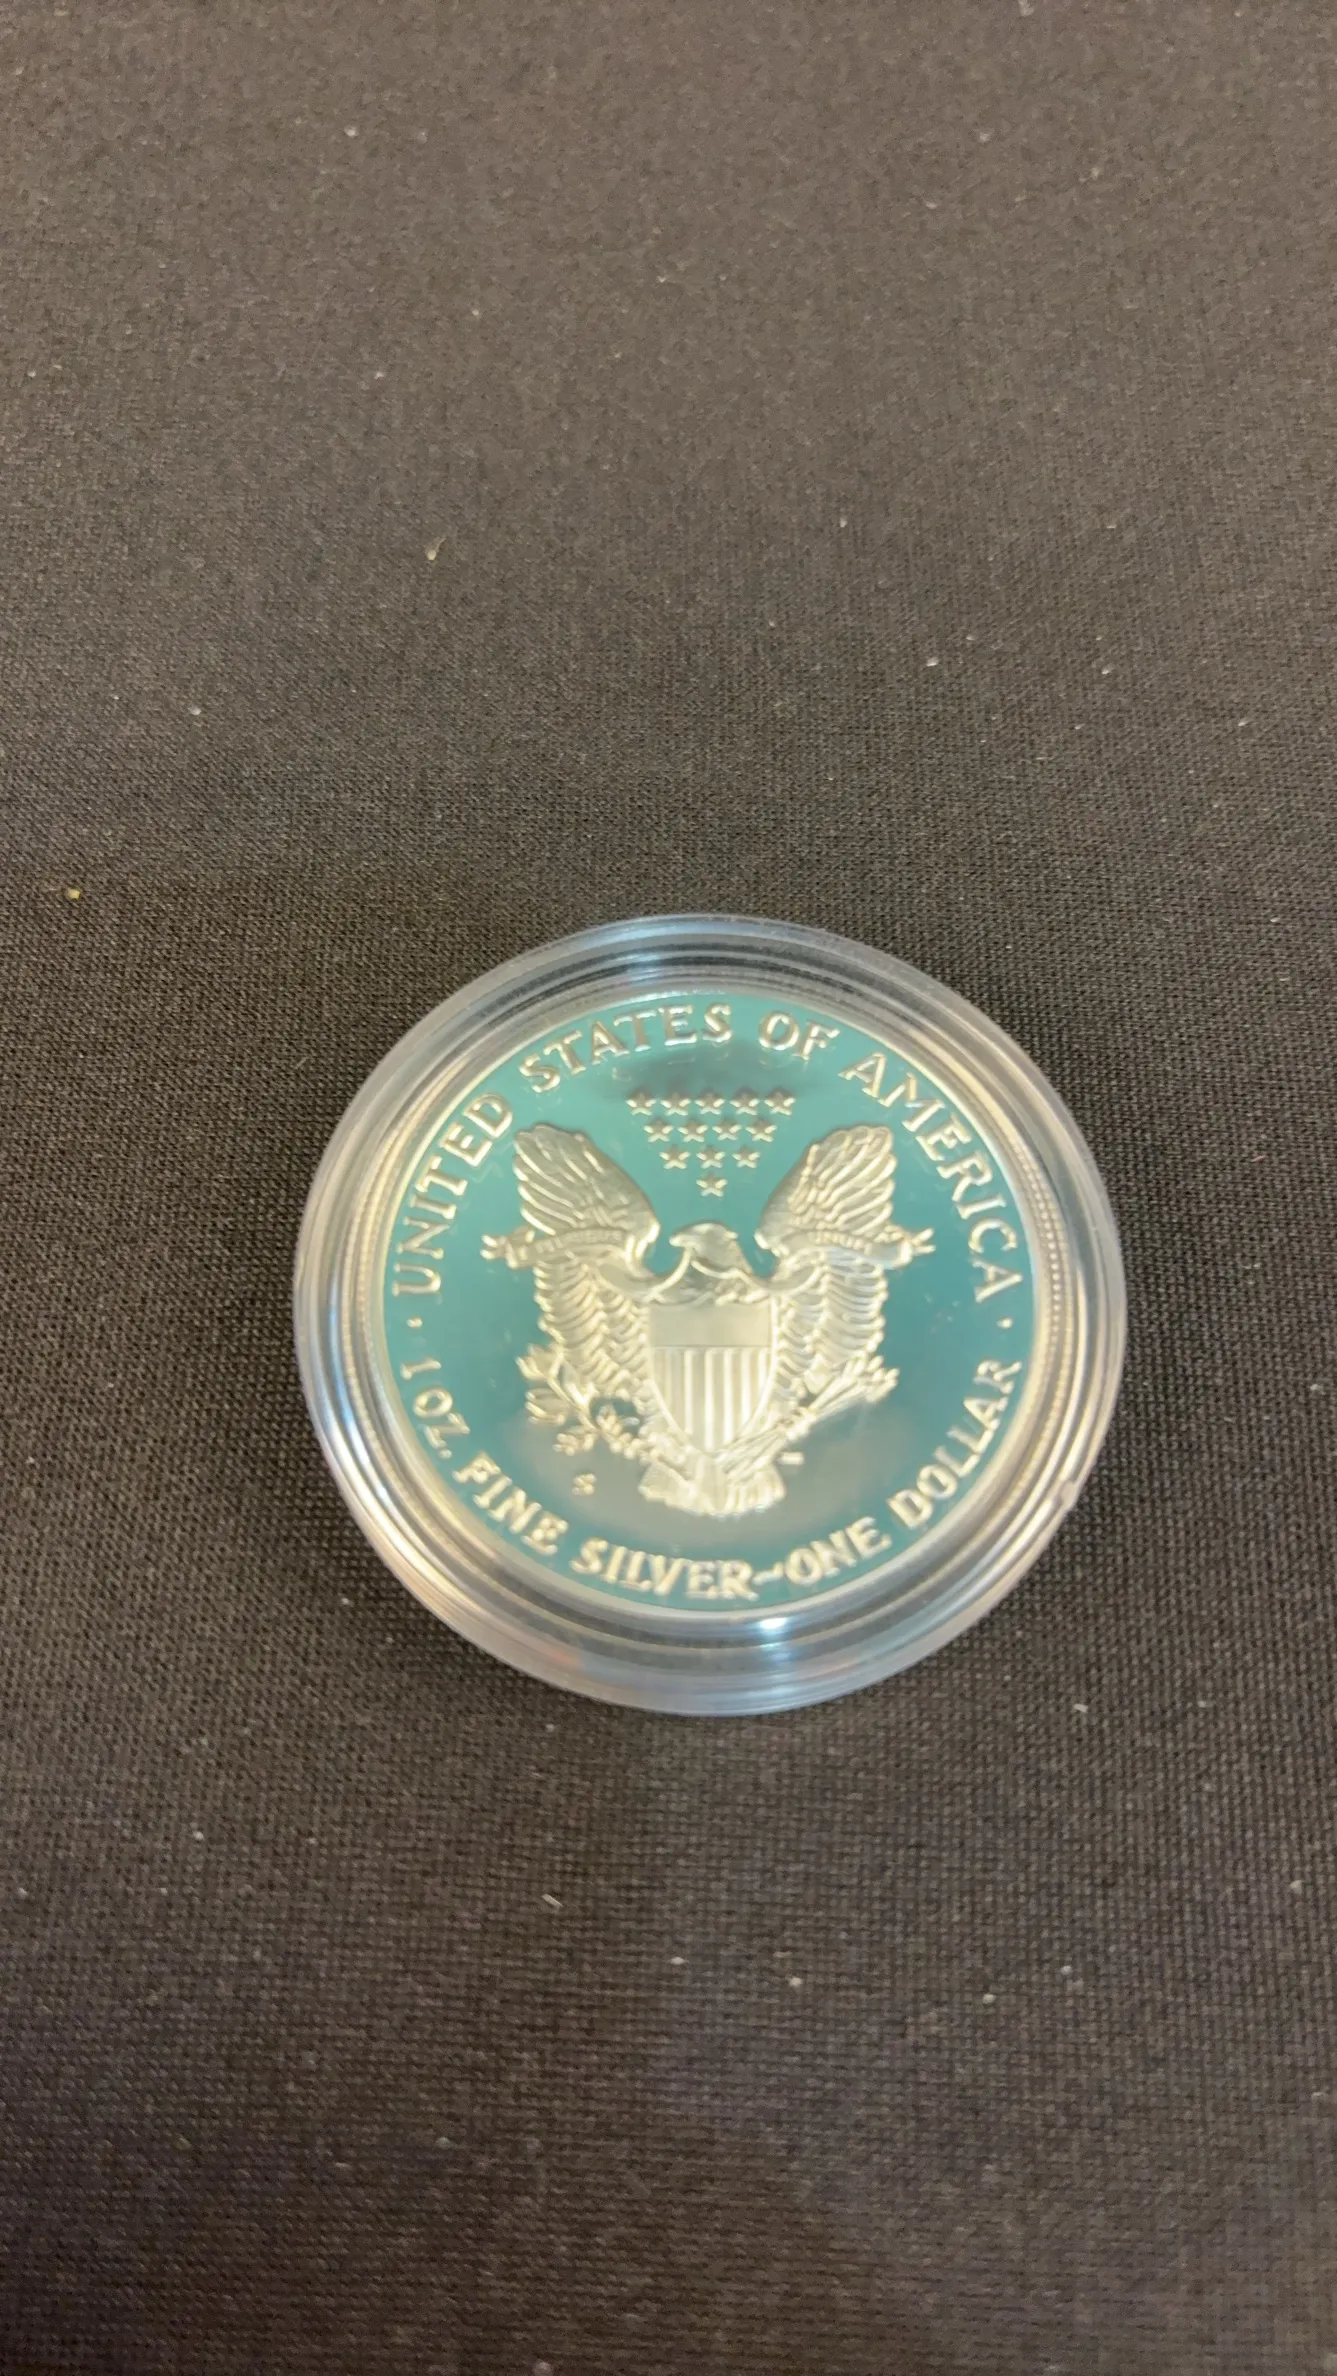 UNITED STATES OF AMERICA
S
1 OZ. FINE SILVER~ONE DOLLAR